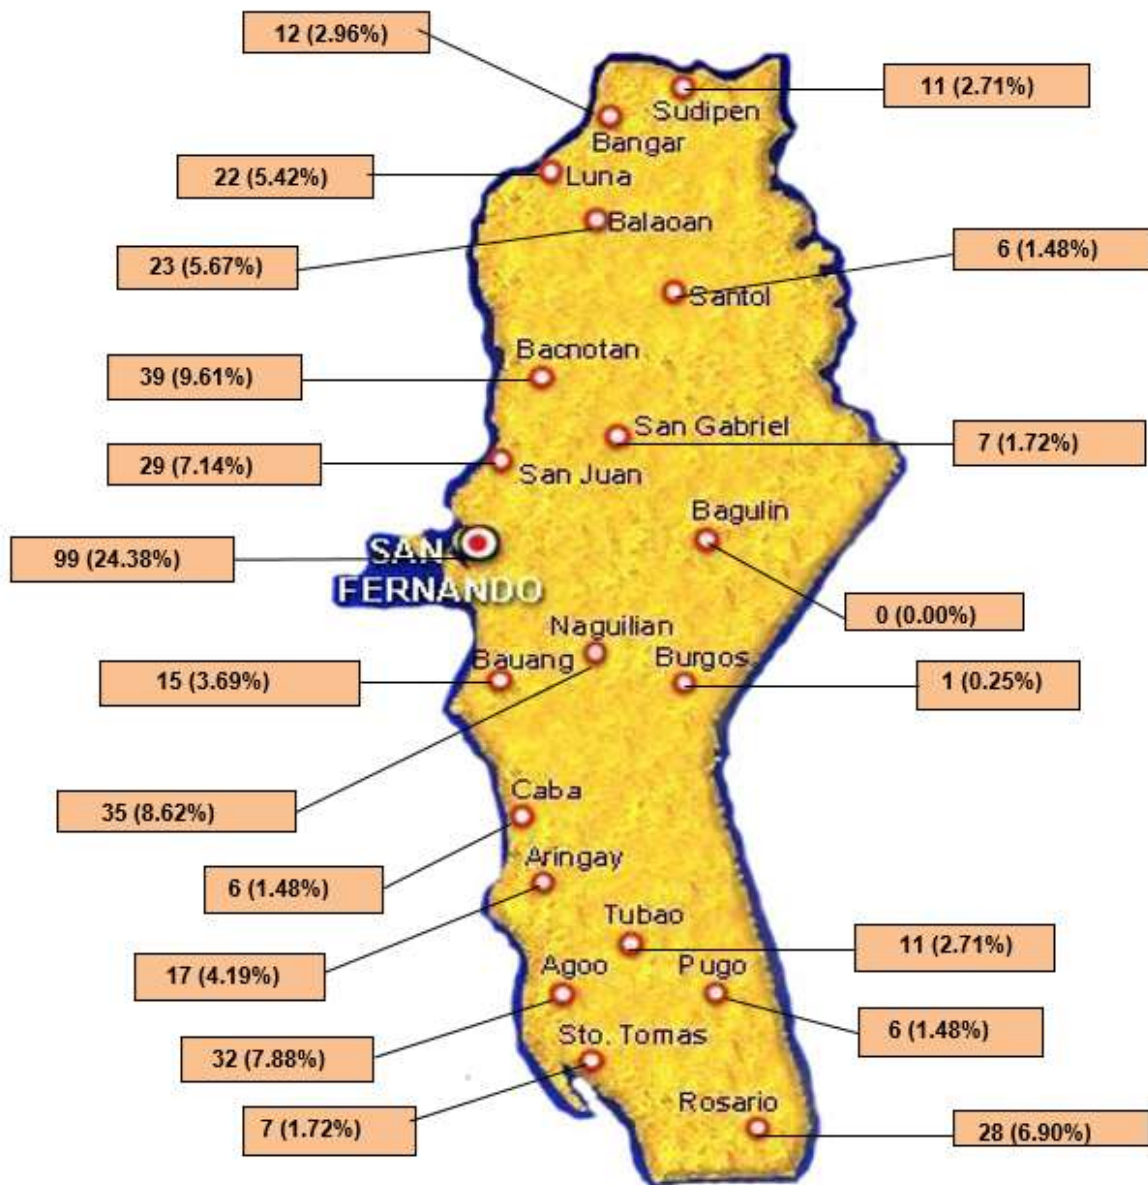 12 (2.96%)
11 (2.71%)
Sudipen
Bangar
22 (5.42%)
Luna
Balaoan
23 (5.67%)
6 (1.48%)
Santol
Bacnotan
39 (9.61%)
San Gabriel
7 (1.72%)
29 (7.14%)
San Juan
Bagulin
99 (24.38%)
SAN
FERNANDO
0 (0.00%)
Naguilian
Bauang
Burgos
15 (3.69%)
1 (0.25%)
Caba
35 (8.62%)
Aringay
6 (1.48%)
Tubao
11 (2.71%)
17 (4.19%)
Agoo
Pugo
6 (1.48%)
Sto. Tomas
32 (7.88%)
Rosario
7 (1.72%)
28 (6.90%)